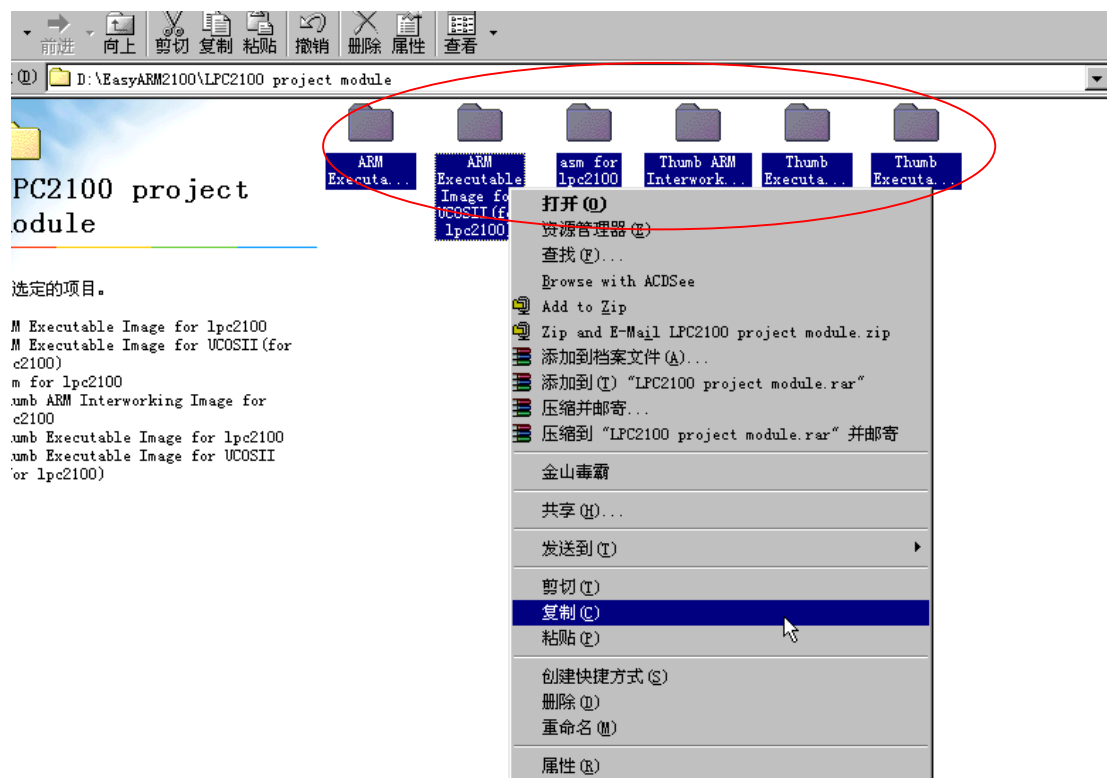 前进 向上 剪切 复制 粘贴 撤销 删除 属性 查看
(D) D:\EasyARM2100\LPC2100 project module
ARM Executa...
ARM Executable Image fo UCOSII(fo lpc2100)
asm for lpc2100
Thumb ARM Interwork...
Thumb Executa...
Thumb Executa...
PC2100 project
odule
选定的项目。
M Executable Image for lpc2100
M Executable Image for UCOSII(for
c2100)
m for lpc2100
umb ARM Interworking Image for
c2100
umb Executable Image for lpc2100
umb Executable Image for UCOSII
or lpc2100)
打开(O)
资源管理器(E)
查找(F)...
Browse with ACDSee
Add to Zip
Zip and E-Mail LPC2100 project module.zip
添加到档案文件(A)...
添加到(T) "LPC2100 project module.rar"
压缩并邮寄...
压缩到 "LPC2100 project module.rar" 并邮寄
金山毒霸
共享(H)...
发送到(T)
剪切(T)
复制(C)
粘贴(P)
创建快捷方式(S)
删除(D)
重命名(M)
属性(R)